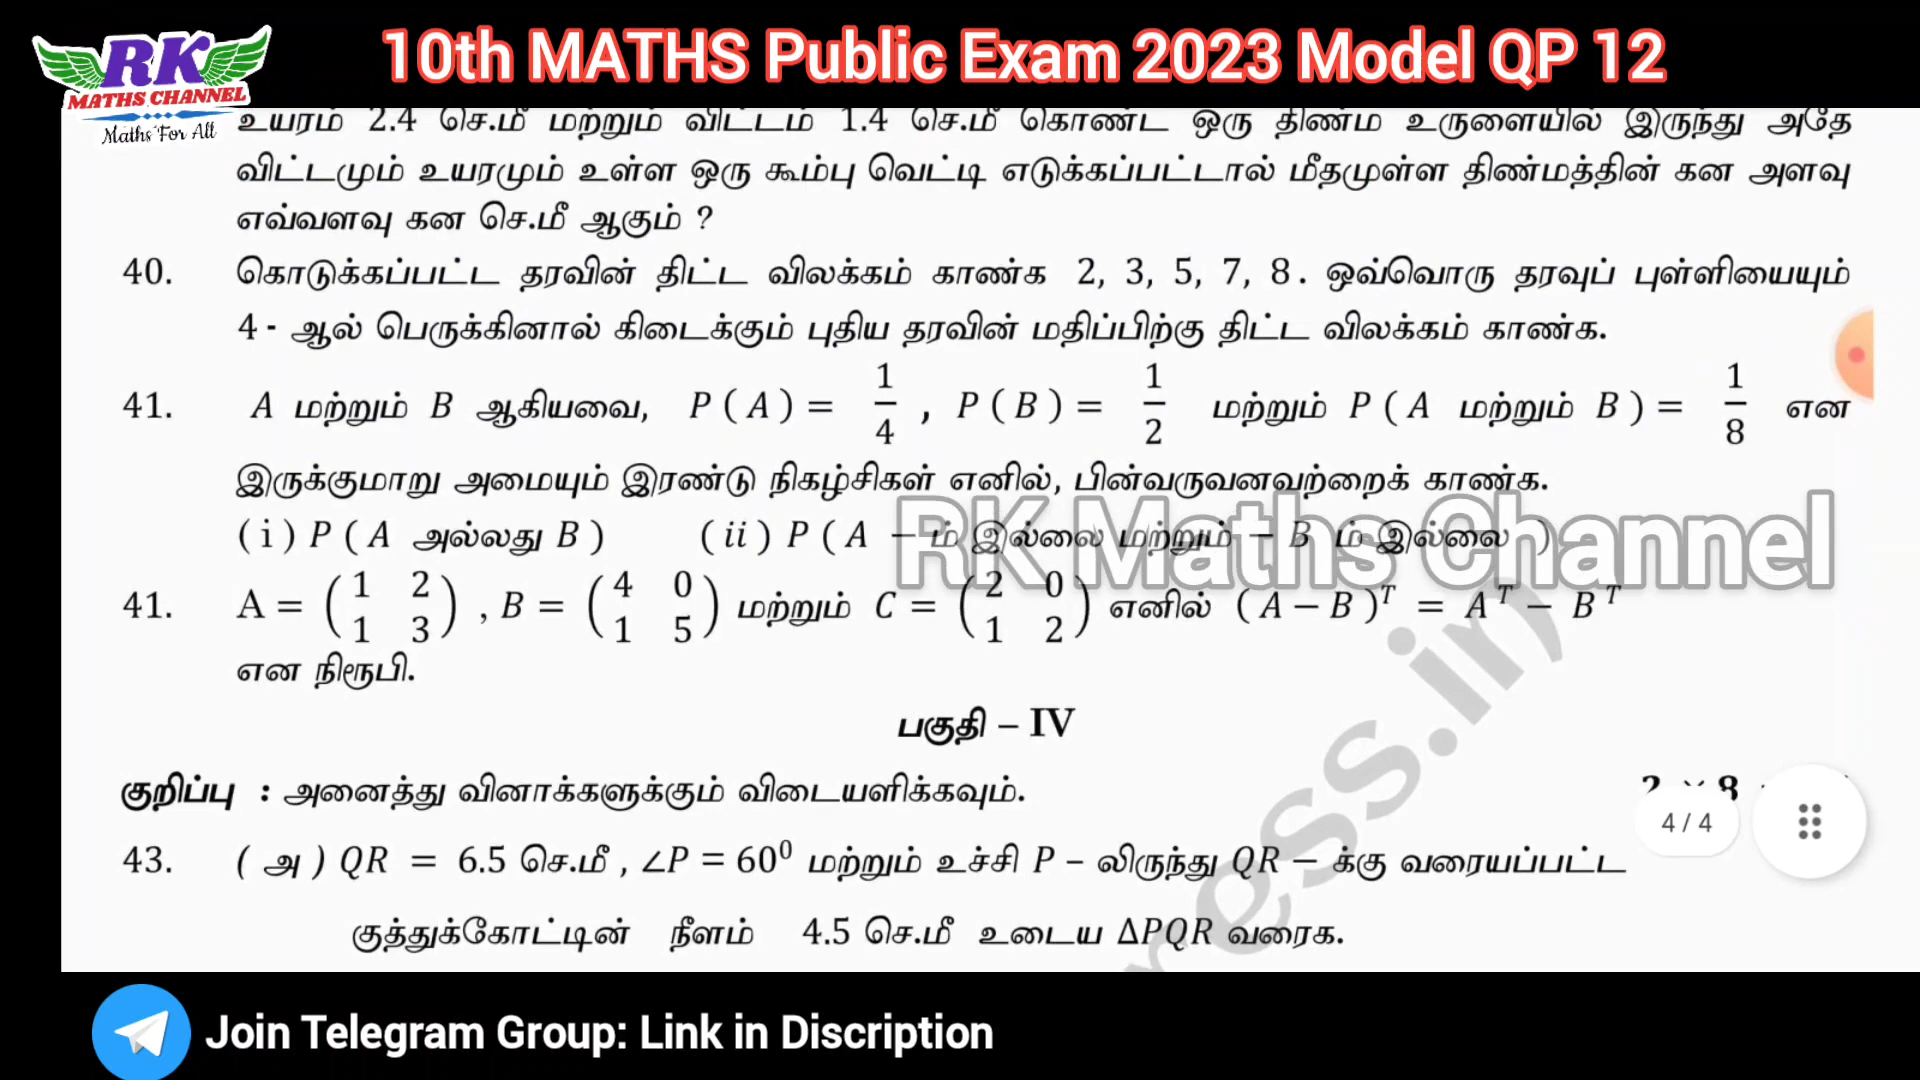 RK
MATHS CHANNEL
Maths For All
10th MATHS Public Exam 2023 Model QP 12
உயரம் 2.4 செ.மீ மற்றும் விட்டம் 1.4 செ.மீ கொண்ட ஒரு திண்ம உருளையில் இருந்து அதே
விட்டமும் உயரமும் உள்ள ஒரு கூம்பு வெட்டி எடுக்கப்பட்டால் மீதமுள்ள திண்மத்தின் கன அளவு
எவ்வளவு கன செ.மீ ஆகும் ?
40. கொடுக்கப்பட்ட தரவின் திட்ட விலக்கம் காண்க 2, 3, 5, 7, 8. ஒவ்வொரு தரவுப் புள்ளியையும்
4 - ஆல் பெருக்கினால் கிடைக்கும் புதிய தரவின் மதிப்பிற்கு திட்ட விலக்கம் காண்க.
41. A மற்றும் B ஆகியவை, P ( A ) = 1/4 , P ( B ) = 1/2 மற்றும் P ( A மற்றும் B ) = 1/8 என
இருக்குமாறு அமையும் இரண்டு நிகழ்சிகள் எனில், பின்வருவனவற்றைக் காண்க.
( i ) P ( A அல்லது B ) ( ii ) P ( A – ம் இல்லை மற்றும் – B ம் இல்லை )
RK Maths Channel
41. A = ( 1 2 ; 1 3 ) , B = ( 4 0 ; 1 5 ) மற்றும் C = ( 2 0 ; 1 2 ) எனில் ( A – B )ᵀ = Aᵀ – Bᵀ
என நிரூபி.
பகுதி – IV
குறிப்பு : அனைத்து வினாக்களுக்கும் விடையளிக்கவும். 2 × 8
4 / 4
43. ( அ ) QR = 6.5 செ.மீ , ∠P = 60⁰ மற்றும் உச்சி P – லிருந்து QR – க்கு வரையப்பட்ட
குத்துக்கோட்டின் நீளம் 4.5 செ.மீ உடைய ΔPQR வரைக.
ress.in
Join Telegram Group: Link in Discription